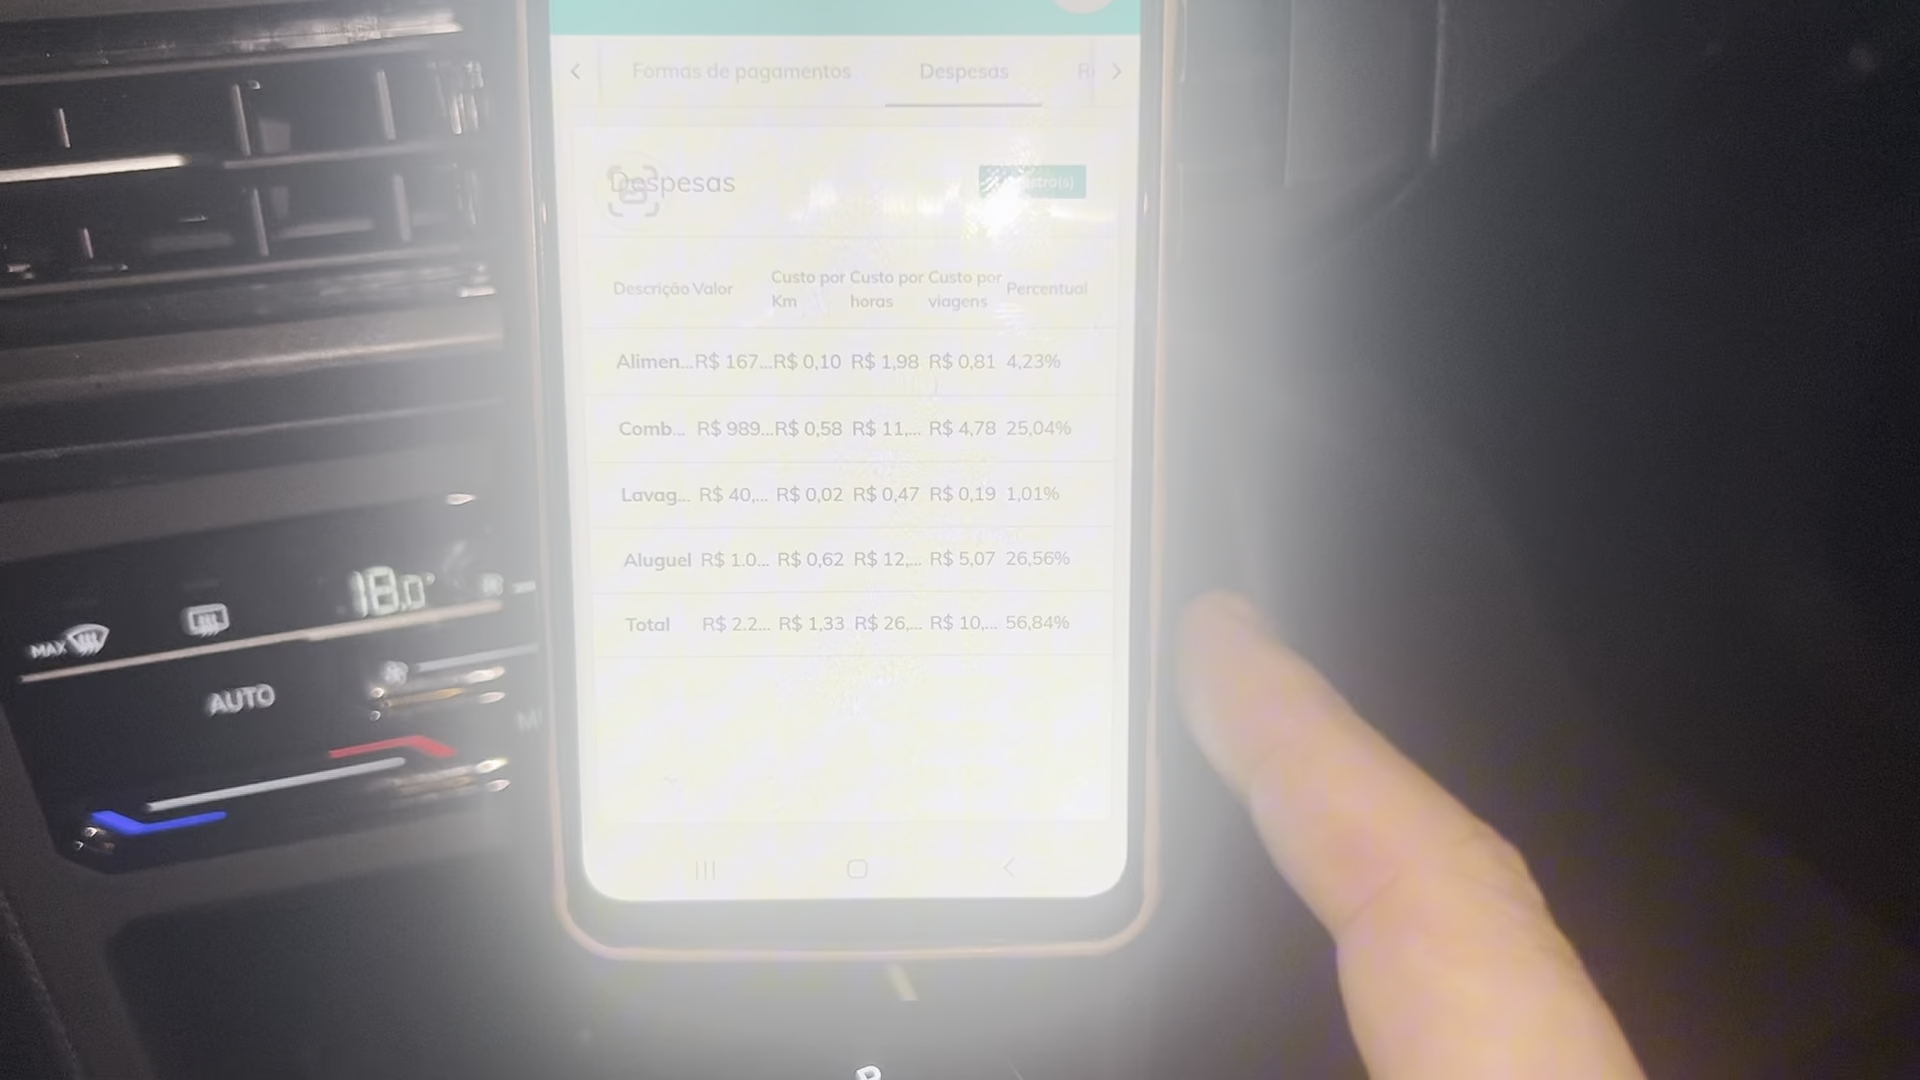 Formas de pagamentos Despesas
Despesas
Descrição Valor Custo por Km Custo por horas Custo por viagens Percentual
Alimen... R$ 167... R$ 0,10 R$ 1,98 R$ 0,81 4,23%
Comb... R$ 989... R$ 0,58 R$ 11,... R$ 4,78 25,04%
Lavag... R$ 40,... R$ 0,02 R$ 0,47 R$ 0,19 1,01%
Aluguel R$ 1.0... R$ 0,62 R$ 12,... R$ 5,07 26,56%
Total R$ 2.2... R$ 1,33 R$ 26,... R$ 10,... 56,84%
18.0°
MAX
AUTO